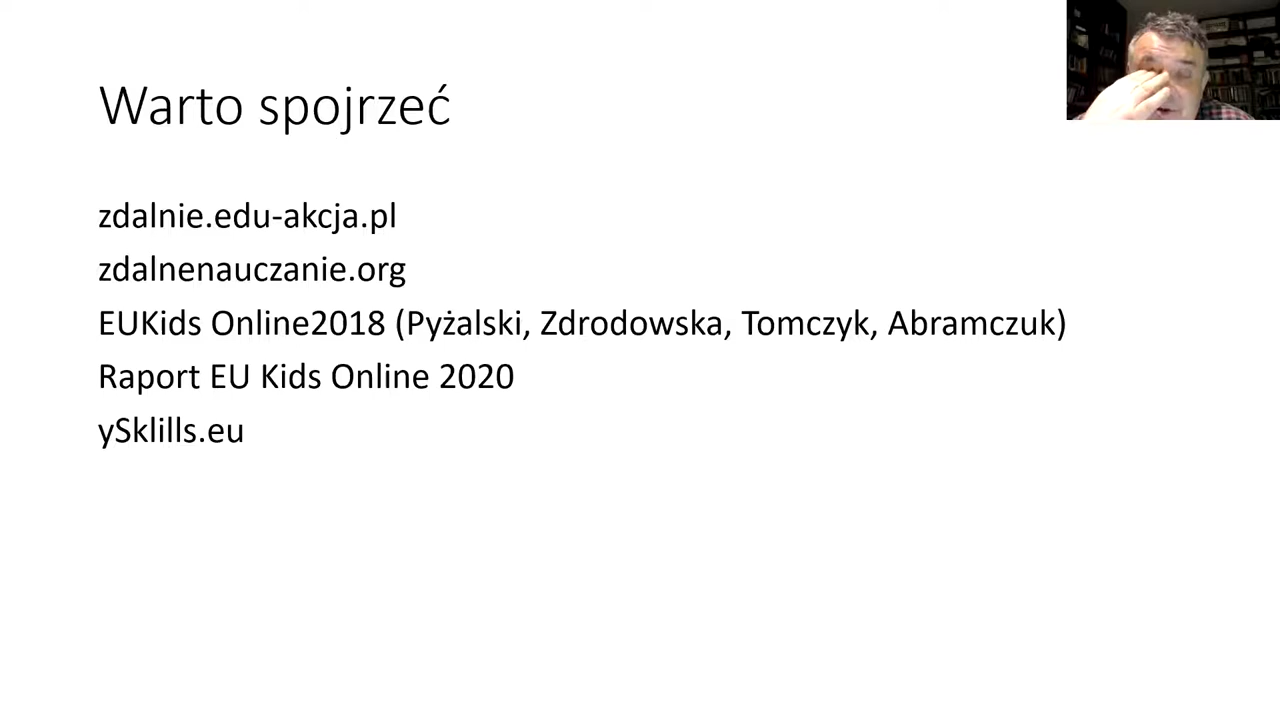 Warto spojrzeć
zdalnie.edu-akcja.pl
zdalnenauczanie.org
EUKids Online2018 (Pyżalski, Zdrodowska, Tomczyk, Abramczuk)
Raport EU Kids Online 2020
ySklills.eu